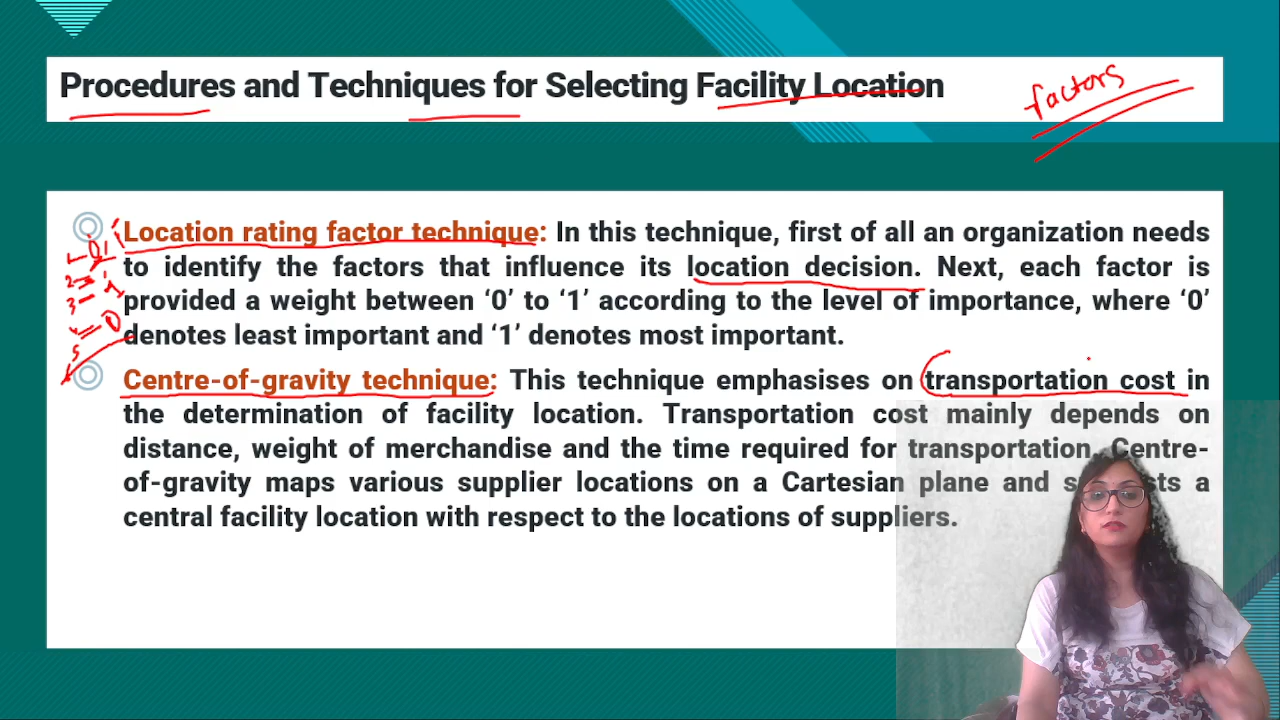 Procedures and Techniques for Selecting Facility Location
factors
Location rating factor technique: In this technique, first of all an organization needs
to identify the factors that influence its location decision. Next, each factor is
provided a weight between ‘0’ to ‘1’ according to the level of importance, where ‘0’
denotes least important and ‘1’ denotes most important.
Centre-of-gravity technique: This technique emphasises on transportation cost in
the determination of facility location. Transportation cost mainly depends on
distance, weight of merchandise and the time required for transportation. Centre-
of-gravity maps various supplier locations on a Cartesian plane and a
central facility location with respect to the locations of suppliers.